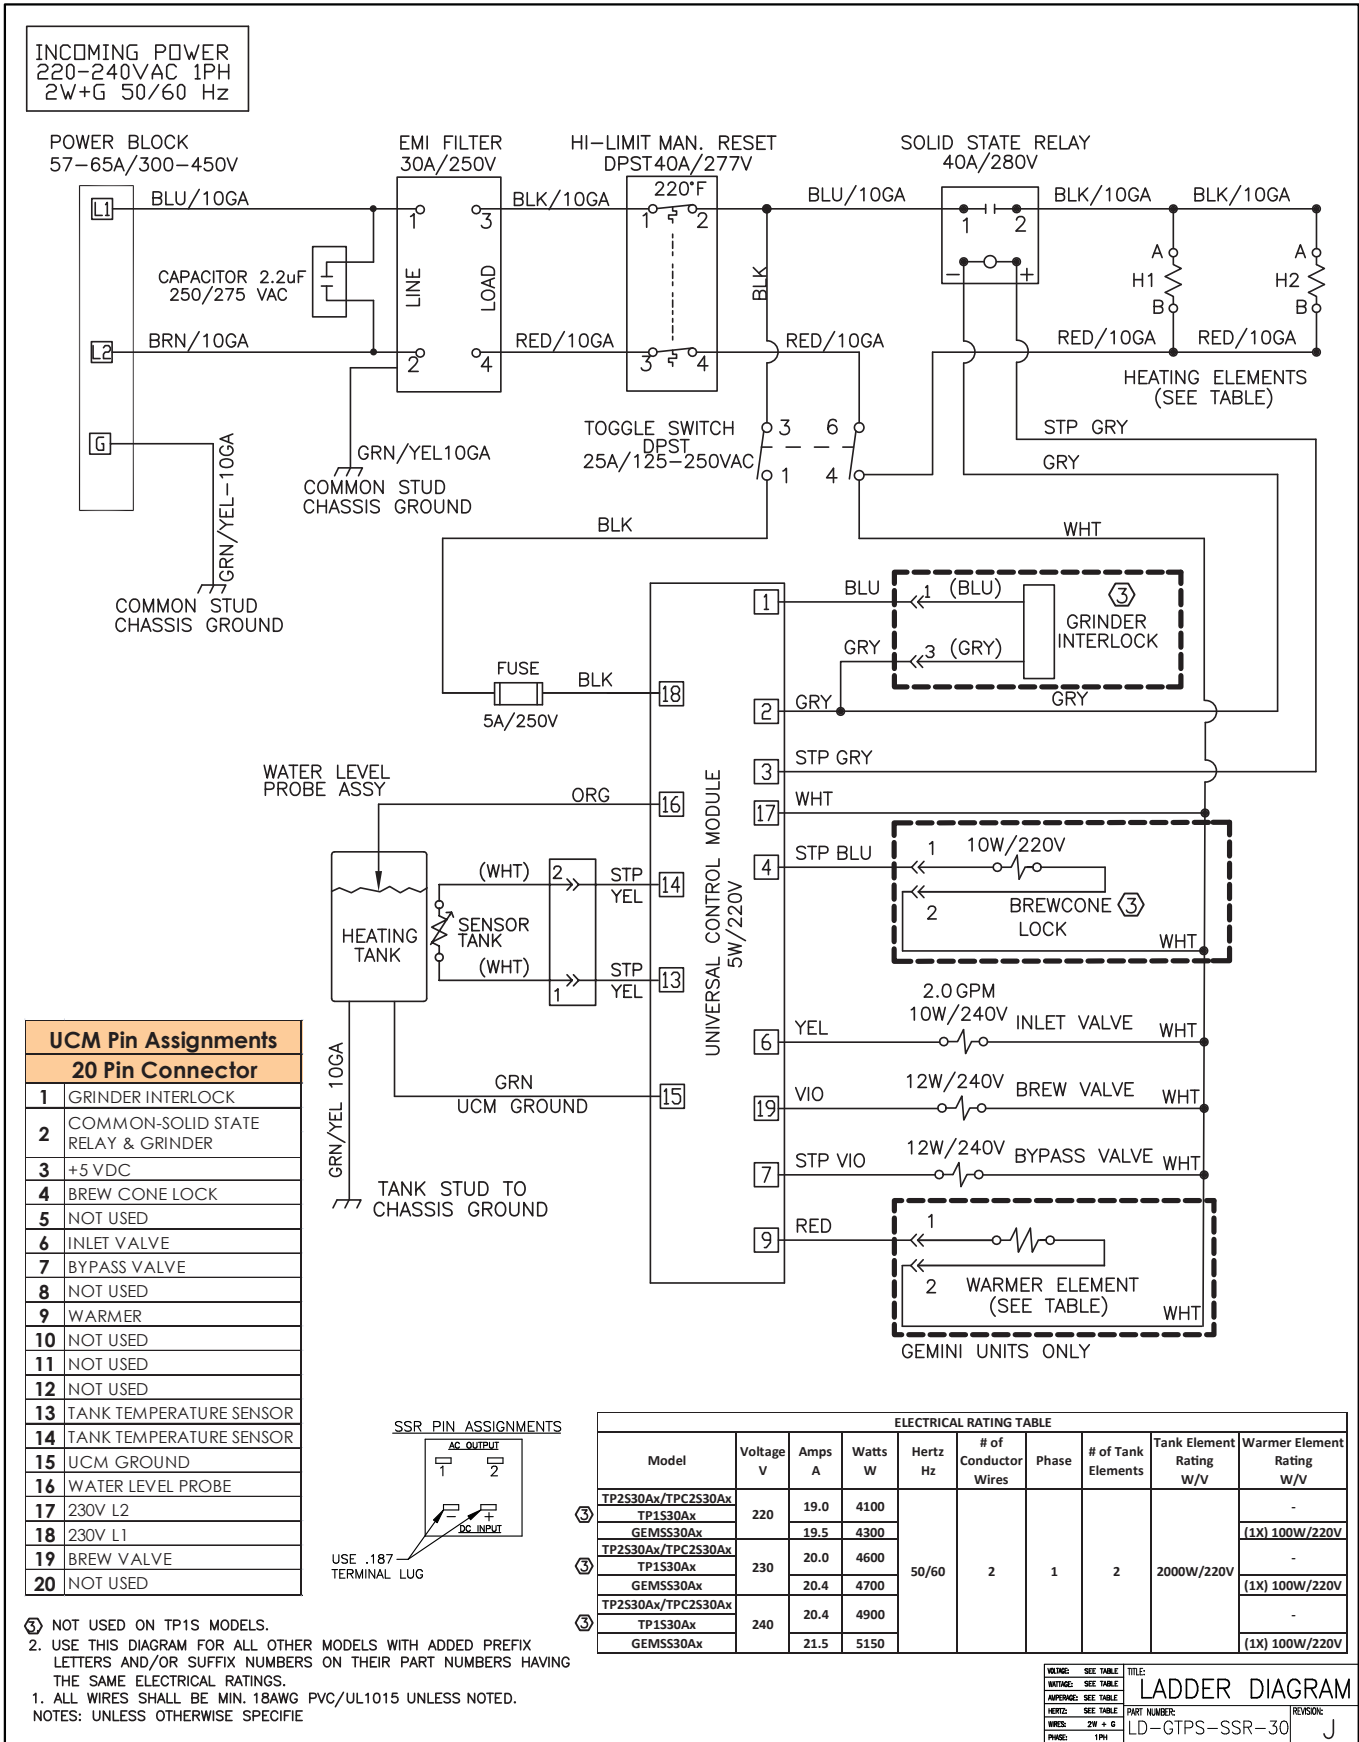 INCOMING POWER
220-240VAC 1PH
2W+G 50/60 Hz
POWER BLOCK
57-65A/300-450V
EMI FILTER
30A/250V
HI-LIMIT MAN. RESET
DPST40A/277V
220°F
SOLID STATE RELAY
40A/280V
L1
BLU/10GA
1
3
BLK/10GA
1
2
BLU/10GA
1
2
BLK/10GA
BLK/10GA
CAPACITOR 2.2uF
250/275 VAC
LINE
LOAD
BLK
-
+
A
H1
B
A
H2
B
L2
BRN/10GA
2
4
RED/10GA
3
4
RED/10GA
RED/10GA
RED/10GA
HEATING ELEMENTS
(SEE TABLE)
G
GRN/YEL-10GA
GRN/YEL10GA
COMMON STUD
CHASSIS GROUND
TOGGLE SWITCH
DPST
25A/125-250VAC
3
6
1
4
STP GRY
GRY
COMMON STUD
CHASSIS GROUND
BLK
WHT
FUSE
5A/250V
BLK
18
1
BLU
1 (BLU)
3
GRINDER
INTERLOCK
GRY
3 (GRY)
2
GRY
GRY
3
STP GRY
WATER LEVEL
PROBE ASSY
ORG
16
17
WHT
UNIVERSAL CONTROL MODULE
5W/220V
4
STP BLU
1
10W/220V
2
BREWCONE 3
LOCK
WHT
HEATING
TANK
SENSOR
TANK
(WHT)
2
STP
YEL
14
(WHT)
1
STP
YEL
13
6
YEL
2.0 GPM
10W/240V
INLET VALVE
WHT
GRN/YEL 10GA
GRN
UCM GROUND
15
19
VIO
12W/240V
BREW VALVE
WHT
7
STP VIO
12W/240V
BYPASS VALVE
WHT
TANK STUD TO
CHASSIS GROUND
9
RED
1
2
WARMER ELEMENT
(SEE TABLE)
WHT
GEMINI UNITS ONLY
UCM Pin Assignments
20 Pin Connector
1 GRINDER INTERLOCK
2 COMMON-SOLID STATE
RELAY & GRINDER
3 +5 VDC
4 BREW CONE LOCK
5 NOT USED
6 INLET VALVE
7 BYPASS VALVE
8 NOT USED
9 WARMER
10 NOT USED
11 NOT USED
12 NOT USED
13 TANK TEMPERATURE SENSOR
14 TANK TEMPERATURE SENSOR
15 UCM GROUND
16 WATER LEVEL PROBE
17 230V L2
18 230V L1
19 BREW VALVE
20 NOT USED
SSR PIN ASSIGNMENTS
AC OUTPUT
1 2
- +
DC INPUT
USE .187
TERMINAL LUG
ELECTRICAL RATING TABLE
Model Voltage V Amps A Watts W Hertz Hz # of Conductor Wires Phase # of Tank Elements Tank Element Rating W/V Warmer Element Rating W/V
TP2S30Ax/TPC2S30Ax
3 TP1S30Ax 220 19.0 4100 -
GEMSS30Ax 19.5 4300 (1X) 100W/220V
TP2S30Ax/TPC2S30Ax
3 TP1S30Ax 230 20.0 4600 50/60 2 1 2 2000W/220V -
GEMSS30Ax 20.4 4700 (1X) 100W/220V
TP2S30Ax/TPC2S30Ax
3 TP1S30Ax 240 20.4 4900 -
GEMSS30Ax 21.5 5150 (1X) 100W/220V
3 NOT USED ON TP1S MODELS.
2. USE THIS DIAGRAM FOR ALL OTHER MODELS WITH ADDED PREFIX
LETTERS AND/OR SUFFIX NUMBERS ON THEIR PART NUMBERS HAVING
THE SAME ELECTRICAL RATINGS.
1. ALL WIRES SHALL BE MIN. 18AWG PVC/UL1015 UNLESS NOTED.
NOTES: UNLESS OTHERWISE SPECIFIE
VOLTAGE: SEE TABLE
WATTAGE: SEE TABLE
AMPERAGE: SEE TABLE
HERTZ: SEE TABLE
WIRES: 2W + G
PHASE: 1PH
TITLE:
LADDER DIAGRAM
PART NUMBER:
LD-GTPS-SSR-30
REVISION:
J